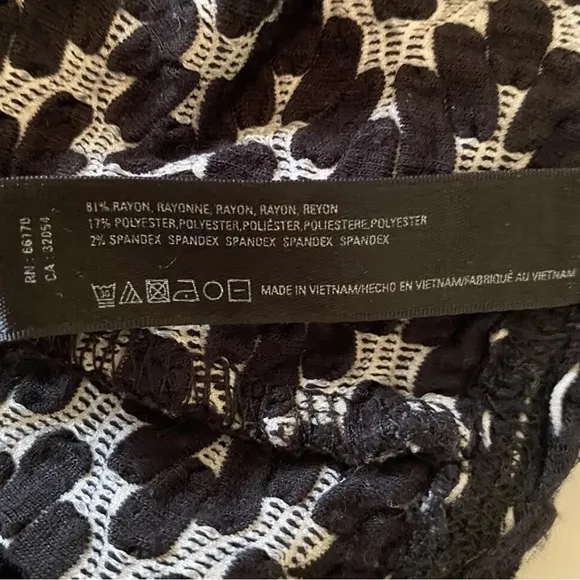 RN : 66170
CA : 32054
81% RAYON, RAYONNE, RAYON, RAYON, REYON
17% POLYESTER,POLYESTER,POLIÉSTER,POLIESTERE,POLYESTER
2% SPANDEX SPANDEX SPANDEX SPANDEX SPANDEX
30
MADE IN VIETNAM/HECHO EN VIETNAM/FABRIQUÉ AU VIETNAM